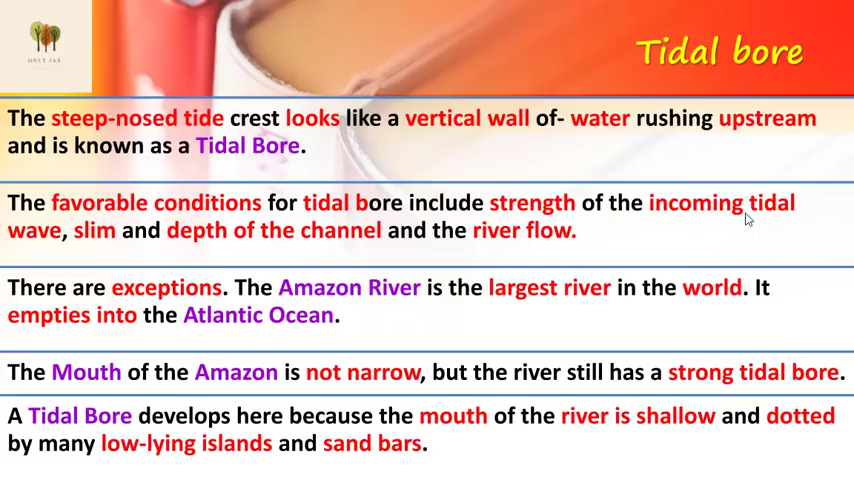 ONLY IAS
Tidal bore
The steep-nosed tide crest looks like a vertical wall of- water rushing upstream
and is known as a Tidal Bore.
The favorable conditions for tidal bore include strength of the incoming tidal
wave, slim and depth of the channel and the river flow.
There are exceptions. The Amazon River is the largest river in the world. It
empties into the Atlantic Ocean.
The Mouth of the Amazon is not narrow, but the river still has a strong tidal bore.
A Tidal Bore develops here because the mouth of the river is shallow and dotted
by many low-lying islands and sand bars.